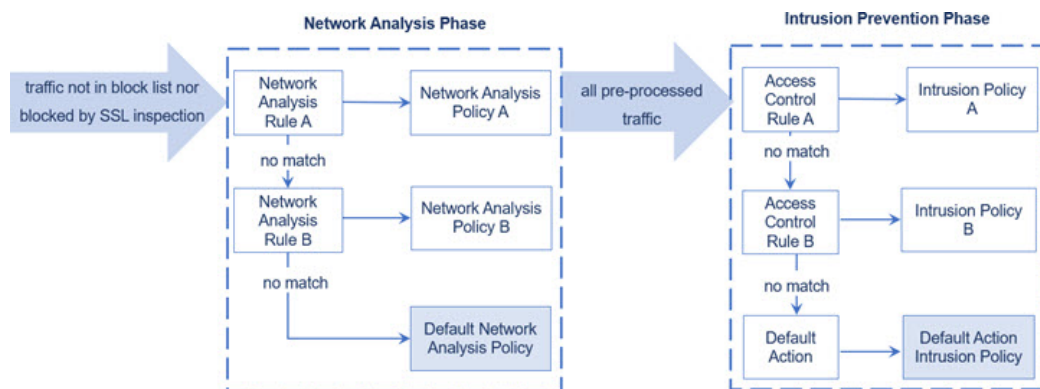 Network Analysis Phase
Intrusion Prevention Phase
traffic not in block list nor
blocked by SSL inspection
Network
Analysis
Rule A
Network Analysis
Policy A
no match
Network
Analysis
Rule B
Network Analysis
Policy B
no match
Default Network
Analysis Policy
all pre-processed
traffic
Access
Control
Rule A
Intrusion Policy
A
no match
Access
Control
Rule B
Intrusion Policy
B
no match
Default
Action
Default Action
Intrusion Policy